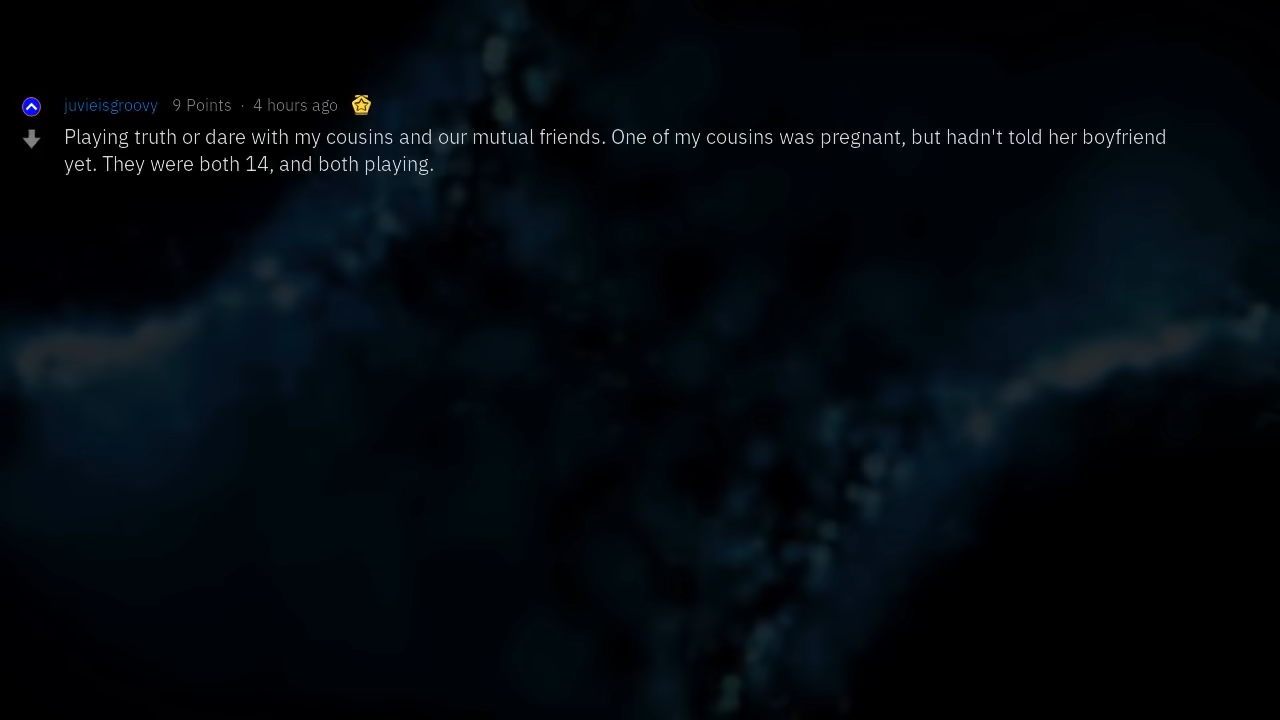 juvieisgroovy 9 Points · 4 hours ago
Playing truth or dare with my cousins and our mutual friends. One of my cousins was pregnant, but hadn't told her boyfriend
yet. They were both 14, and both playing.